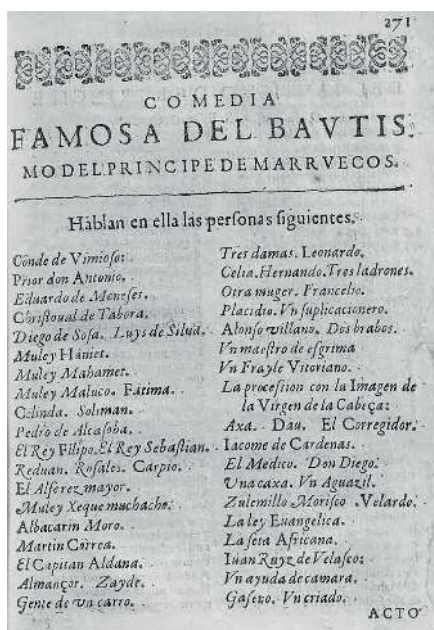 271
COMEDIA
FAMOSA DEL BAVTIS-
MO DEL PRINCIPE DE MARRVECOS.
Hablan en ella las perſonas ſiguientes.
Conde de Vimioſo.
Prior don Antonio.
Eduardo de Meneſes.
Chriſtoual de Tabora.
Diego de Soſa. Luys de Silua.
Muley Hamet.
Muley Mahamet.
Muley Maluco. Fatima.
Celinda. Soliman.
Pedro de Alcaſoba.
El Rey Filipo. El Rey Sebaſtian.
Reduan. Roſales. Carpio.
El Alferez mayor.
Muley Xeque muchacho.
Albacarin Moro.
Martin Correa.
El Capitan Aldana.
Almançor. Zayde.
Gente de vn carro.
Tres damas. Leonardo.
Celia. Hernando. Tres ladrones.
Otra muger. Francelio.
Placidio. Vn ſuplicacionero.
Alonſo villano. Dos brabos.
Vn maeſtro de eſgrima
Vn Frayle Vitoriano.
La proceſsion con la Imagen de
la Virgen de la Cabeça:
Axa. Dau. El Corregidor.
Iacome de Cardenas.
El Medico. Don Diego.
Vna caxa. Vn Aguazil.
Zulemillo Moriſco. Velardo.
La ley Euangelica.
La ſeta Africana.
Iuan Ruyz de Velaſco:
Vn ayuda de camara.
Vn criado.
ACTO